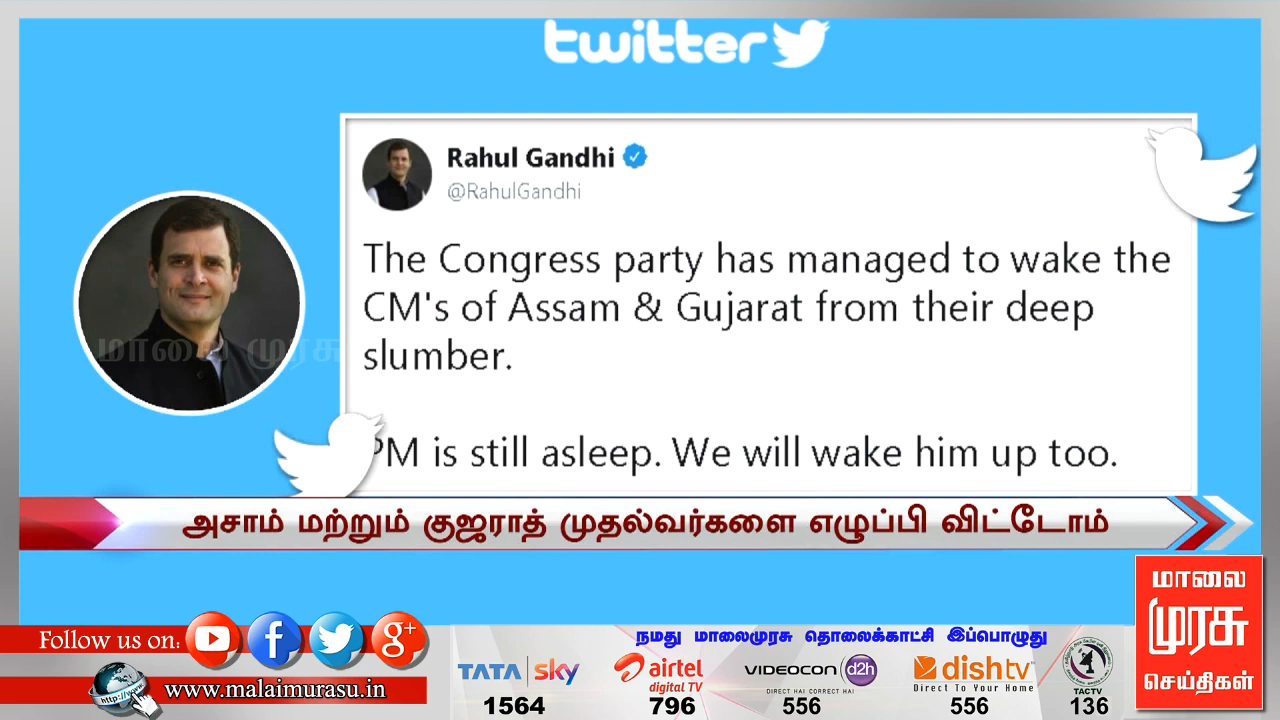 twitter
Rahul Gandhi
@RahulGandhi
The Congress party has managed to wake the
CM's of Assam & Gujarat from their deep
slumber.
PM is still asleep. We will wake him up too.
மாலை முரசு
அசாம் மற்றும் குஜராத் முதல்வர்களை எழுப்பி விட்டோம்
மாலை
முரசு
செய்திகள்
Follow us on:
http://www
www.malaimurasu.in
நமது மாலைமுரசு தொலைக்காட்சி இப்பொழுது
TATA sky
1564
airtel
digital TV
796
VIDEOCON d2h
DIRECT HAI CORRECT HAI
556
dishtv
Direct To Your Home
556
TACTV
136